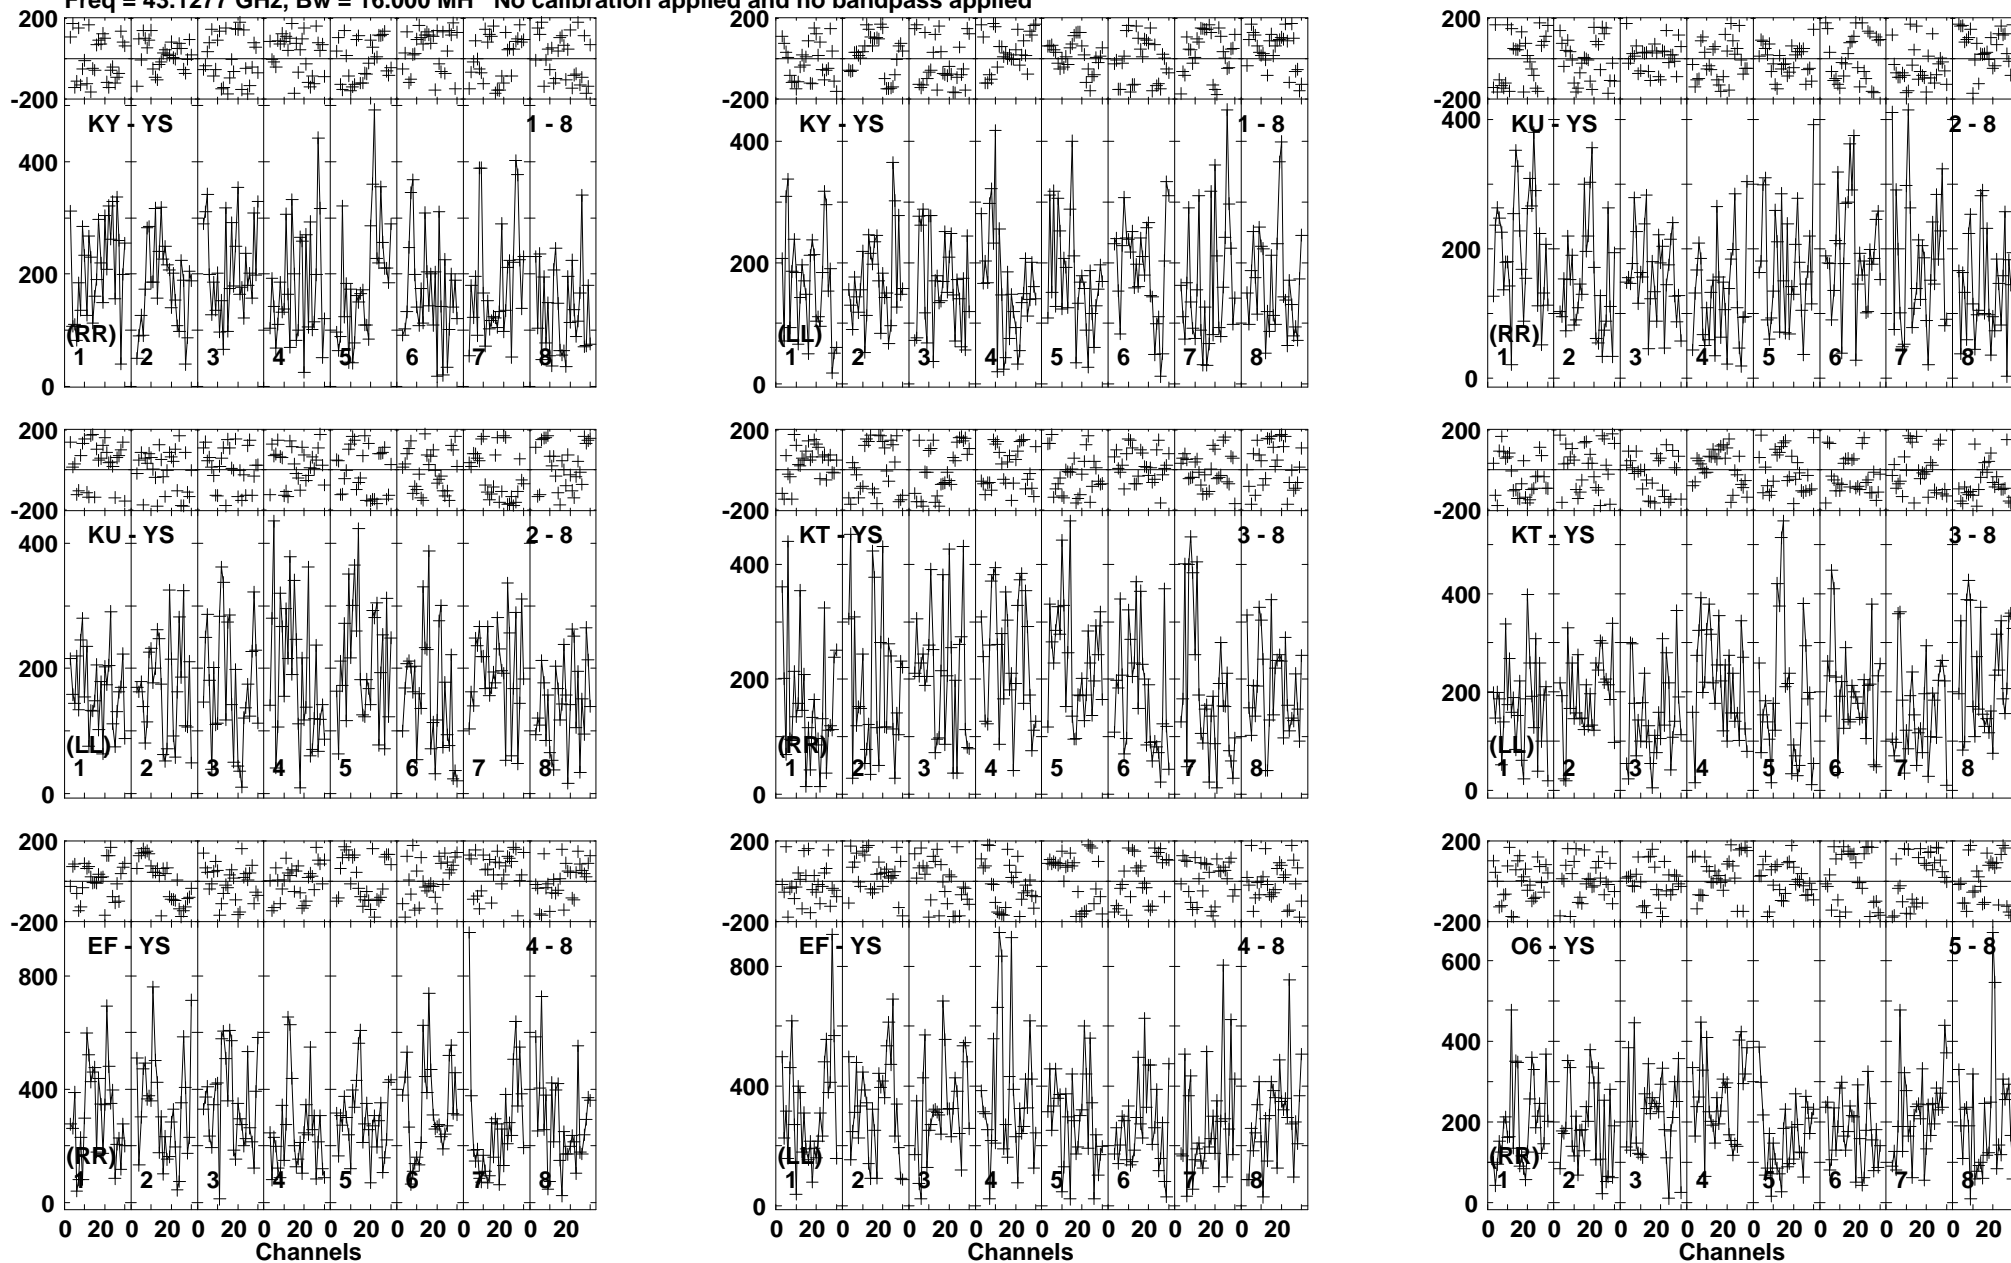 Freq = 43.1277 GHz, Bw = 16.000 MH No calibration applied and no bandpass applied
200 200 200
-200 -200 -200
KY - YS 1 - 8 KY - YS 1 - 8 KU - YS 2 - 8
400 400 400
200 200 200
(RR) (LL) (RR)
1 2 3 4 5 6 7 8 1 2 3 4 5 6 7 8 1 2 3 4 5 6 7 8
0 0 0
200 200 200
-200 -200 -200
KU - YS 2 - 8 KT - YS 3 - 8 KT - YS 3 - 8
400 400 400
200 200 200
(LL) (RR) (LL)
1 2 3 4 5 6 7 8 1 2 3 4 5 6 7 8 1 2 3 4 5 6 7 8
0 0 0
200 200 200
-200 -200 -200
EF - YS 4 - 8 EF - YS 4 - 8 O6 - YS 5 - 8
800 800 600
400 400 400
200
(RR) (LL) (RR)
1 2 3 4 5 6 7 8 1 2 3 4 5 6 7 8 1 2 3 4 5 6 7 8
0 0 0
0 20 0 20 0 20 0 20 0 20 0 20 0 20 0 20 0 20 0 20 0 20 0 20 0 20 0 20 0 20 0 20 0 20 0 20 0 20 0 20 0 20 0 20 0 20 0 20
Channels Channels Channels